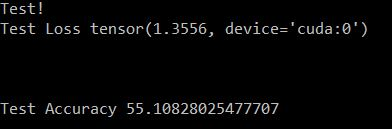 Test!
Test Loss tensor(1.3556, device='cuda:0')
Test Accuracy 55.10828025477707